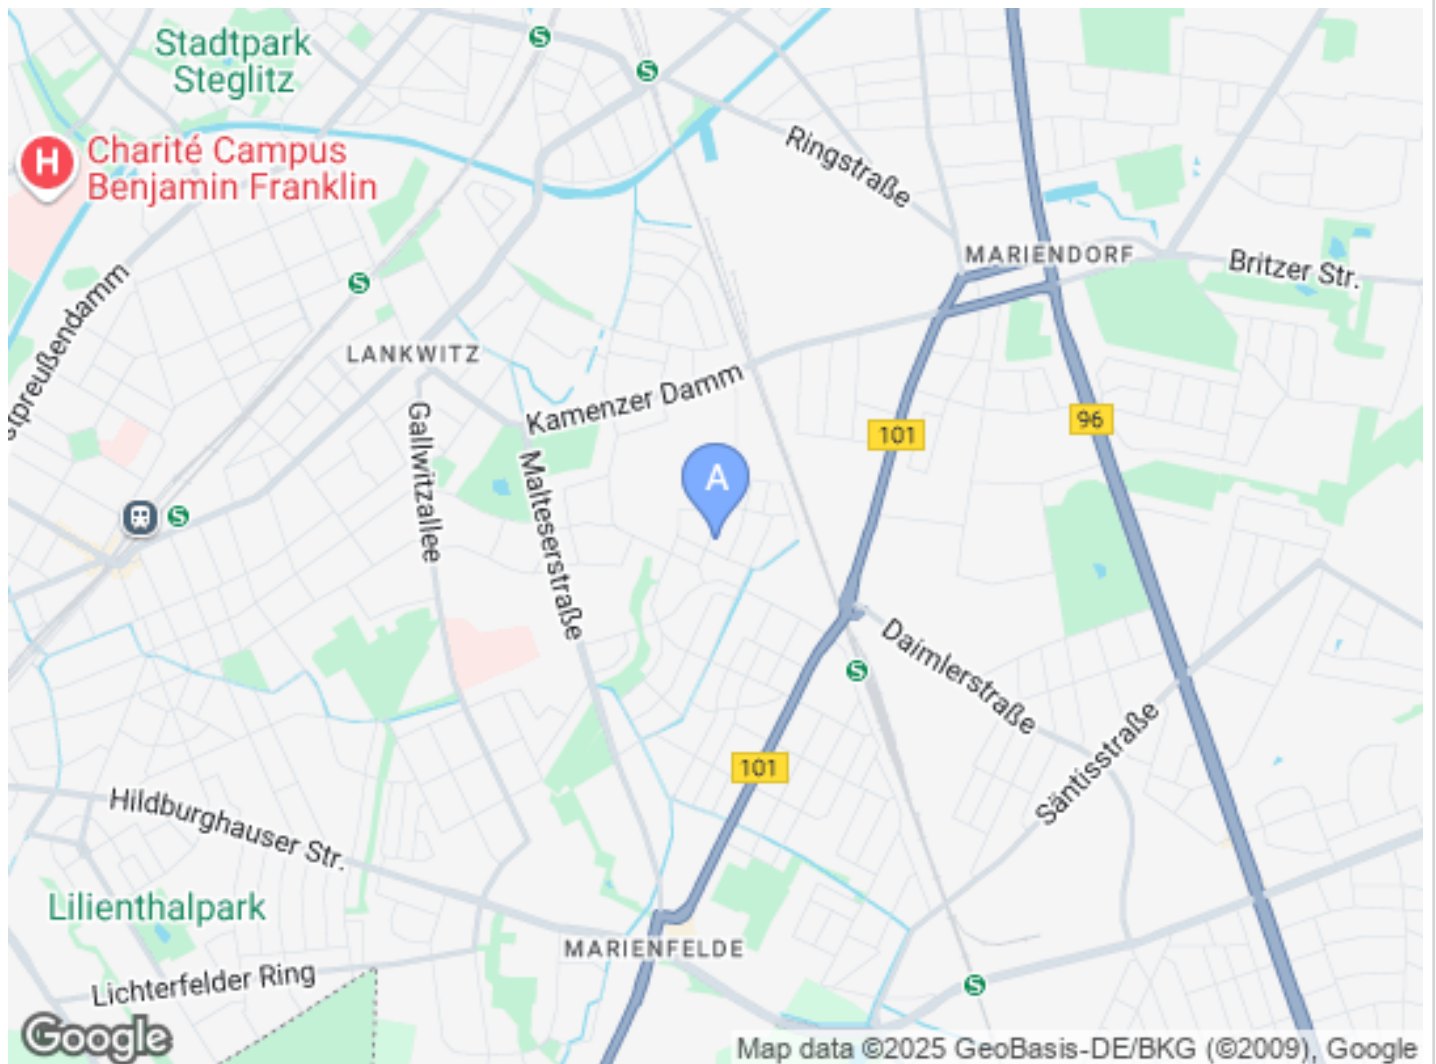 Stadtpark
Steglitz
S
S
H
Charité Campus
Benjamin Franklin
Ringstraße
MARIENDORF
Britzer Str.
S
tpreußendamm
LANKWITZ
Kamenzer Damm
Gallwitzallee
101
96
Malteserstraße
A
S
Daimlerstraße
S
Säntisstraße
101
Hildburghauser Str.
Lilienthalpark
MARIENFELDE
Lichterfelder Ring
S
Google
Map data ©2025 GeoBasis-DE/BKG (©2009), Google